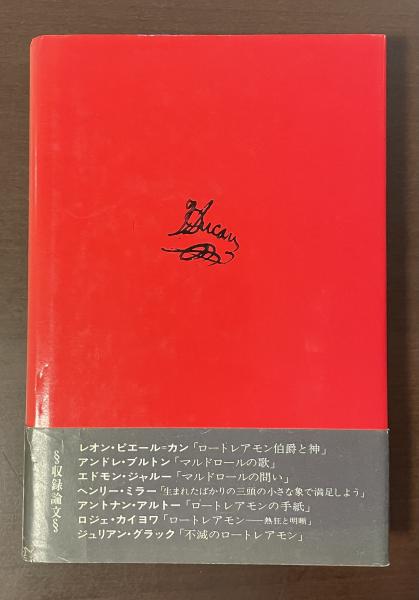 Ducasse
§収録論文§
レオン・ピエール=カン「ロートレアモン伯爵と神」
アンドレ・ブルトン「マルドロールの歌」
エドモン・ジャルー「マルドロールの問い」
ヘンリー・ミラー「生まれたばかりの三頭の小さな象で満足しよう」
アントナン・アルトー「ロートレアモンの手紙」
ロジェ・カイヨワ「ロートレアモン――熱狂と明晰」
ジュリアン・グラック「不滅のロートレアモン」